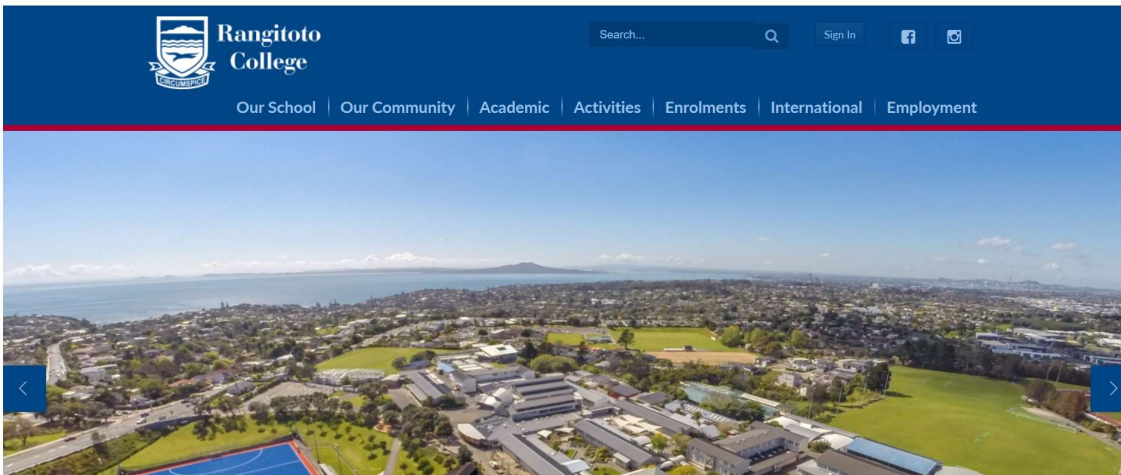 Rangitoto
College
CIRCUMSPICE
Search...
Sign In
Our School
Our Community
Academic
Activities
Enrolments
International
Employment